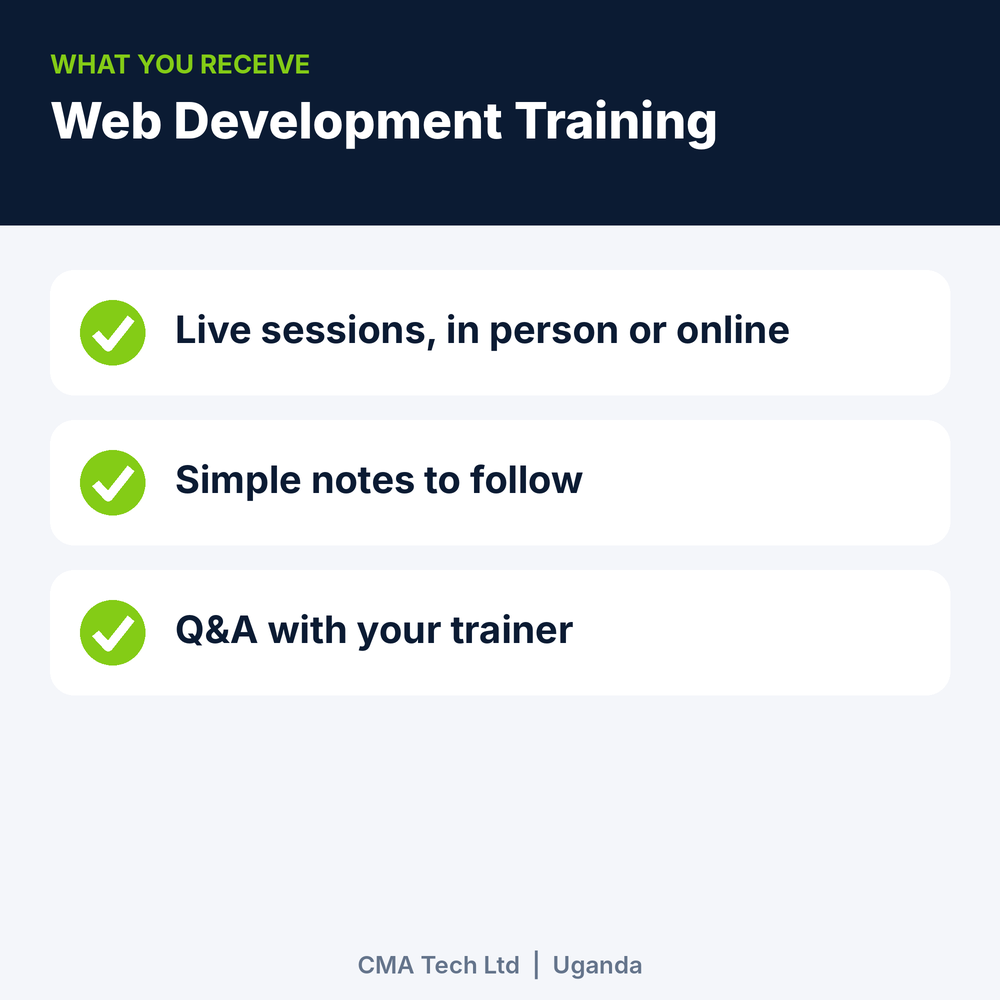 WHAT YOU RECEIVE
Web Development Training
Live sessions, in person or online
Simple notes to follow
Q&A with your trainer
CMA Tech Ltd | Uganda